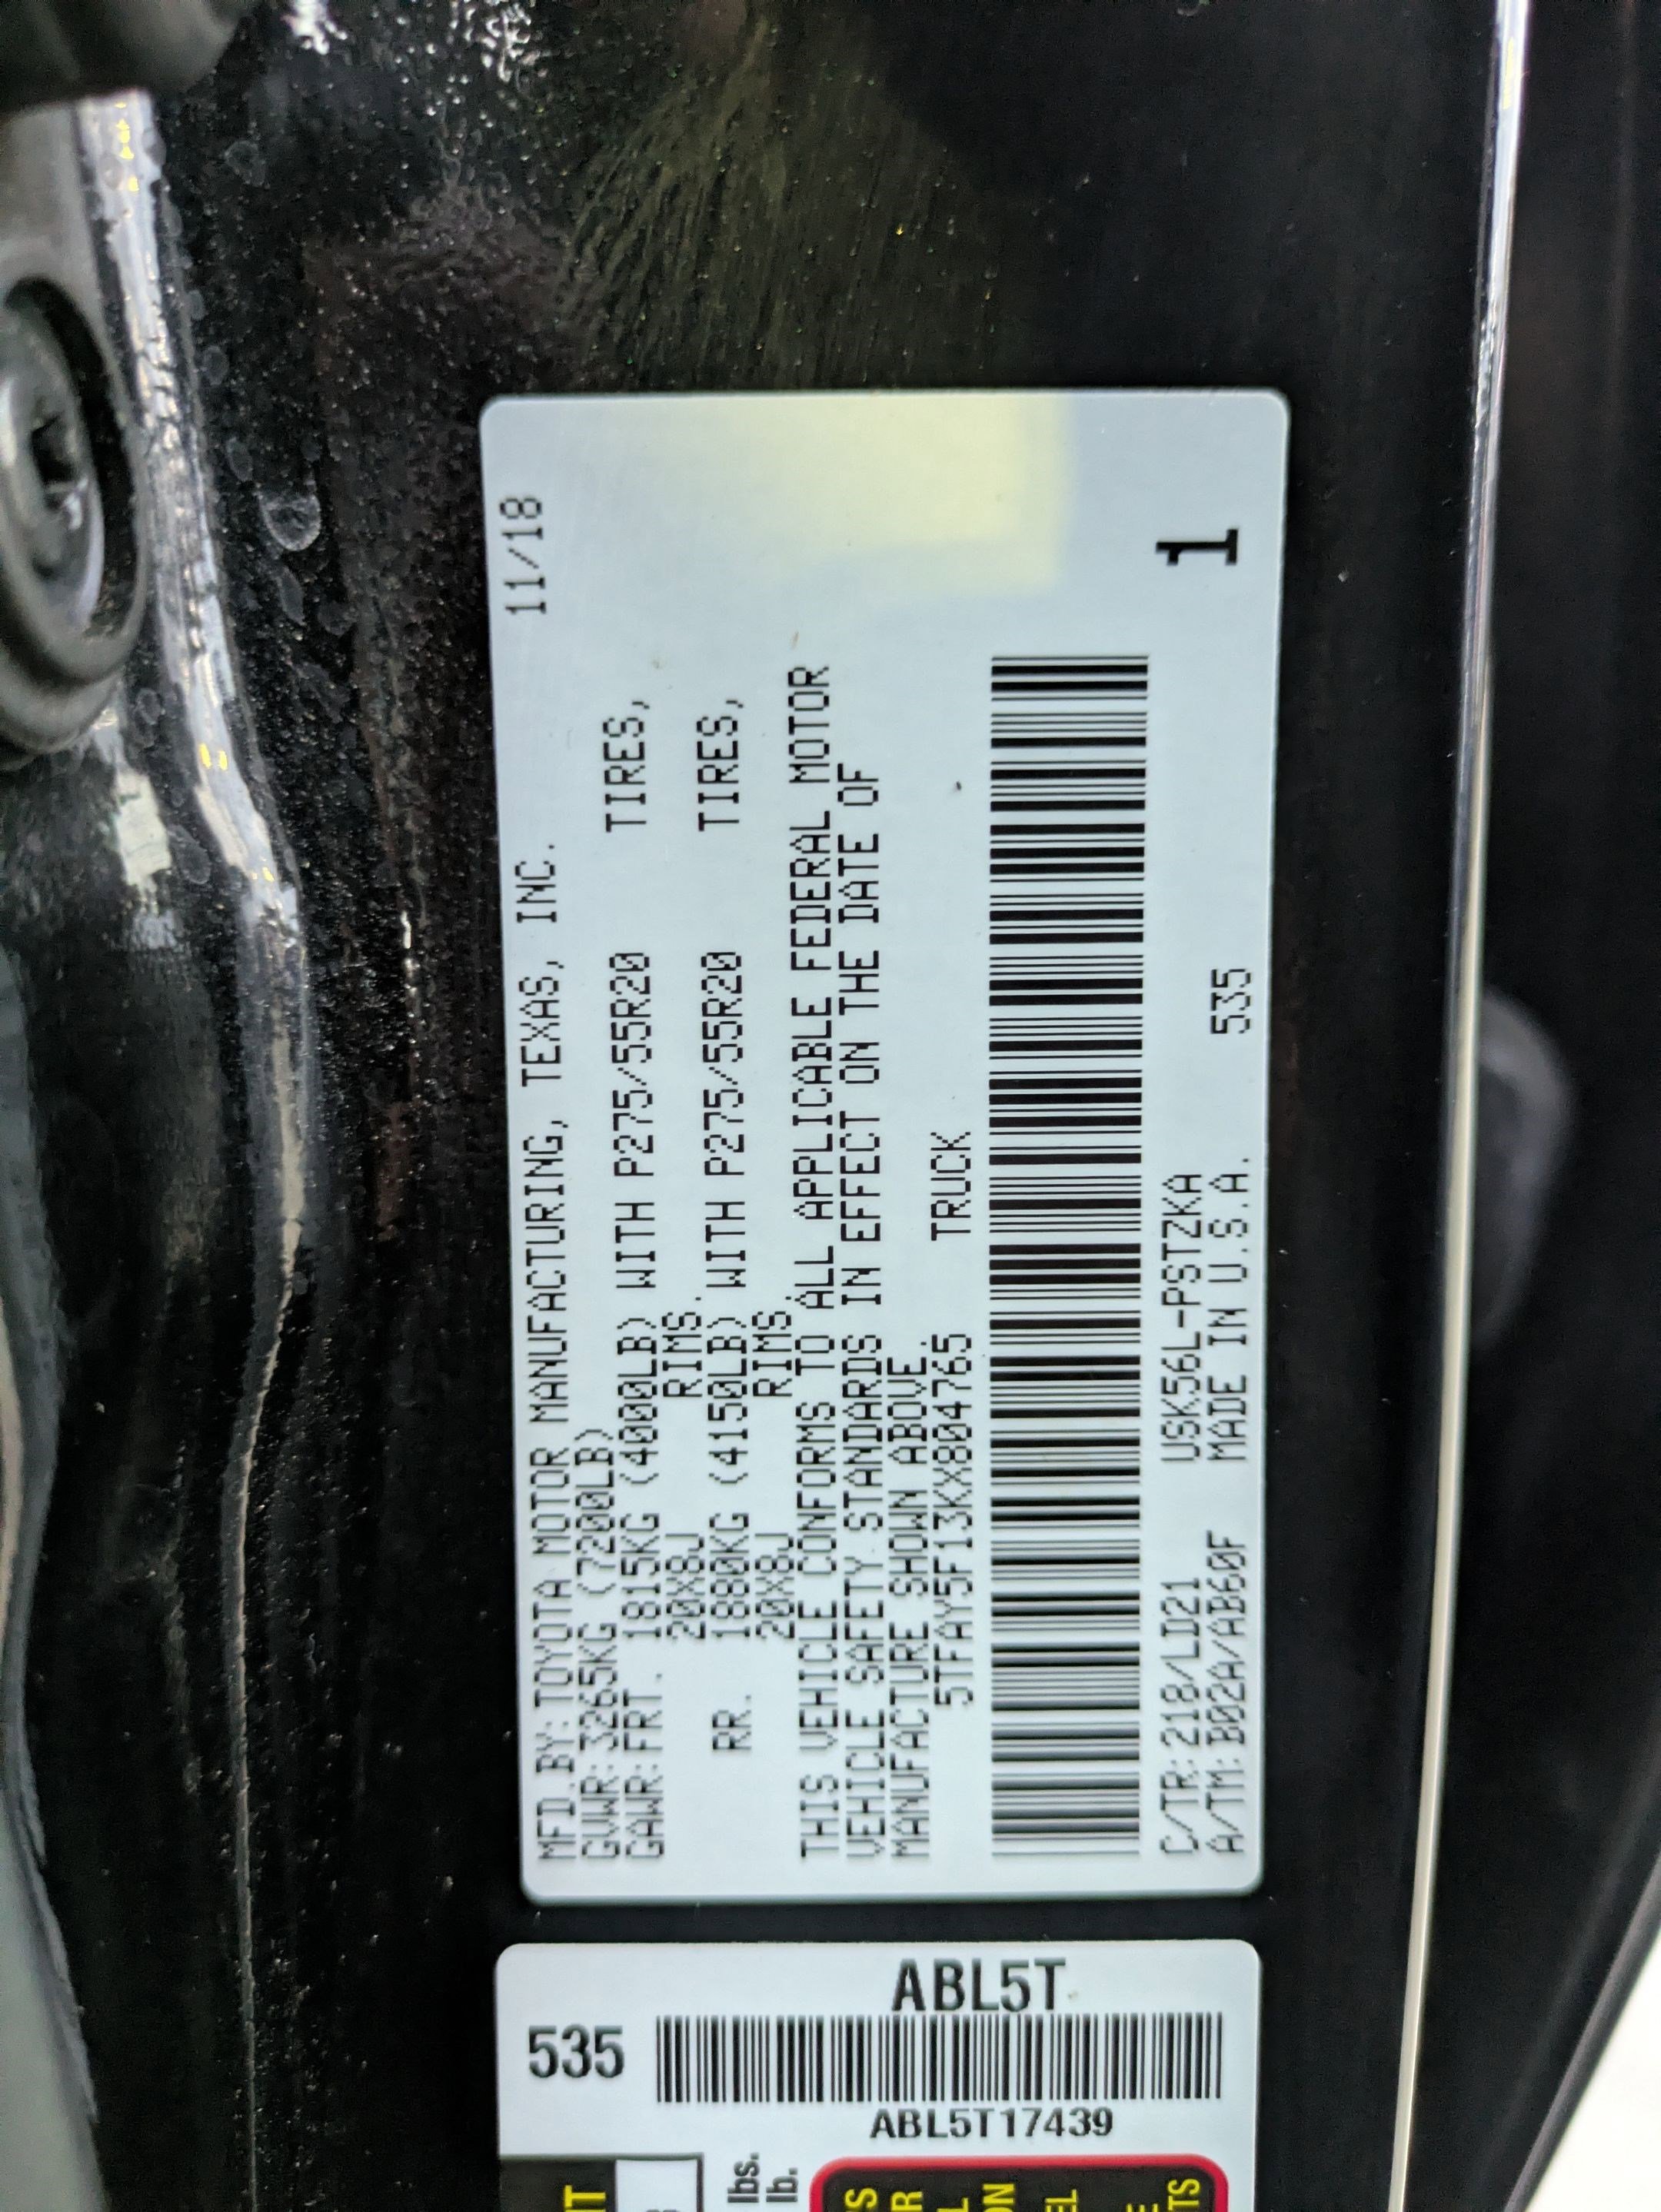 MFD.BY:TOYOTA MOTOR MANUFACTURING, TEXAS, INC. 11/18
GVWR:3265KG (7200LB)
GAWR:FRT. 1815KG (4000LB) WITH P275/55R20 TIRES,
20X8J RIMS.
RR. 1880KG (4150LB) WITH P275/55R20 TIRES,
20X8J RIMS.
THIS VEHICLE CONFORMS TO ALL APPLICABLE FEDERAL MOTOR
VEHICLE SAFETY STANDARDS IN EFFECT ON THE DATE OF
MANUFACTURE SHOWN ABOVE.
5TFAY5F13KX804765 TRUCK
C/TR:218/LD21 USK56L-PSTZKA 1
A/TM:B02A/AB60F MADE IN U.S.A. 535
535
ABL5T
ABL5T17439
lbs.
lb.